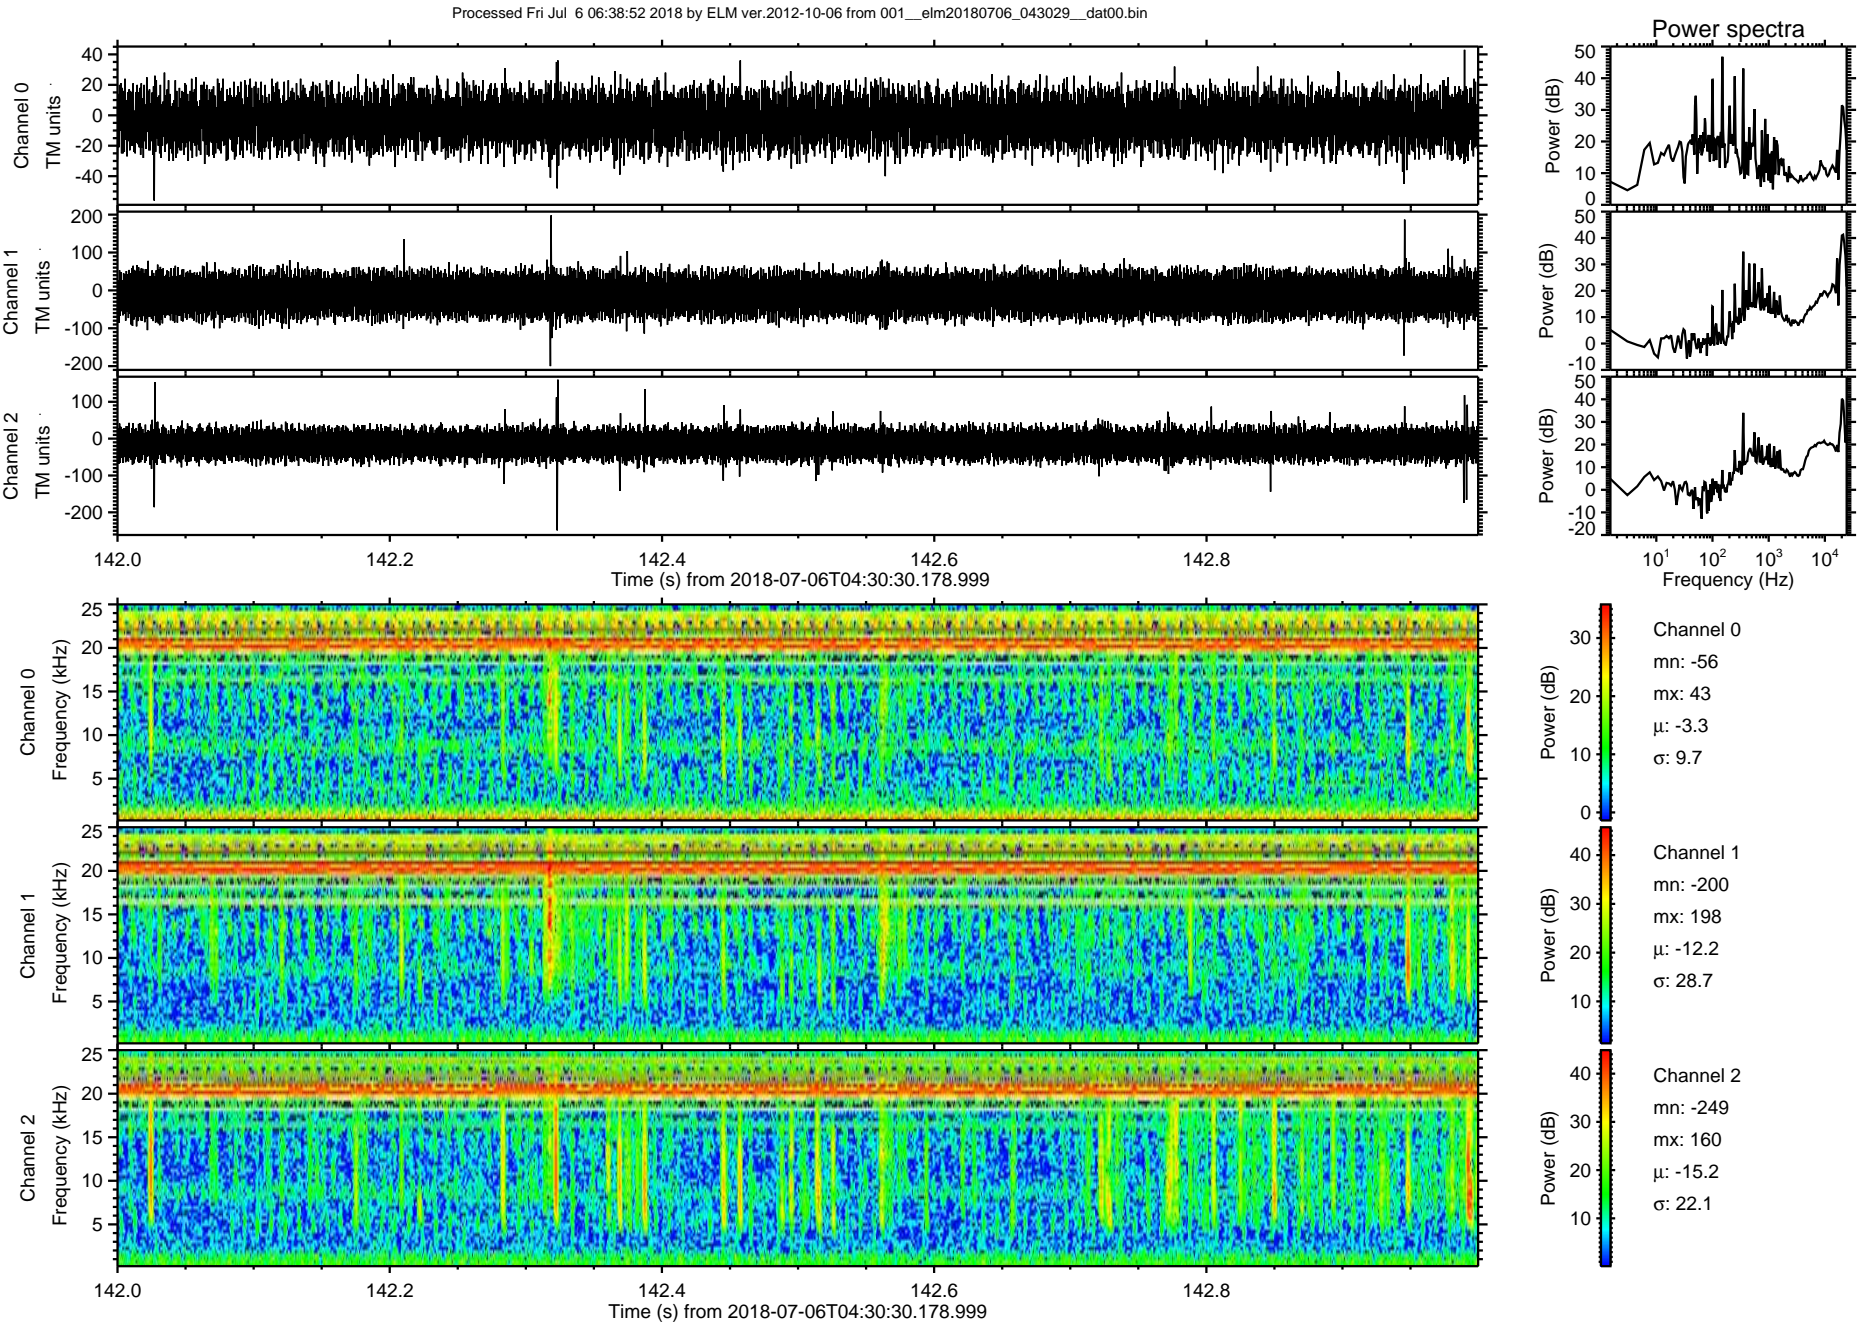 Processed Fri Jul 6 06:38:52 2018 by ELM ver.2012-10-06 from 001__elm20180706_043029__dat00.bin
Power spectra
Channel 0
TM units
40
20
0
-20
-40
Power (dB)
50
40
30
20
10
0
Channel 1
TM units
200
100
0
-100
-200
Power (dB)
50
40
30
20
10
0
-10
Channel 2
TM units
100
0
-100
-200
Power (dB)
50
40
30
20
10
0
-10
-20
142.0 142.2 142.4 142.6 142.8
Time (s) from 2018-07-06T04:30:30.178.999
10¹ 10² 10³ 10⁴
Frequency (Hz)
Channel 0
Frequency (kHz)
25
20
15
10
5
Power (dB)
30
20
10
0
Channel 0
mn: -56
mx: 43
μ: -3.3
σ: 9.7
Channel 1
Frequency (kHz)
25
20
15
10
5
Power (dB)
40
30
20
10
Channel 1
mn: -200
mx: 198
μ: -12.2
σ: 28.7
Channel 2
Frequency (kHz)
25
20
15
10
5
Power (dB)
40
30
20
10
Channel 2
mn: -249
mx: 160
μ: -15.2
σ: 22.1
142.0 142.2 142.4 142.6 142.8
Time (s) from 2018-07-06T04:30:30.178.999